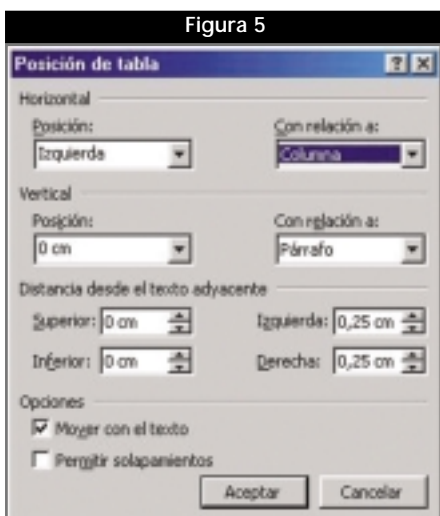 Figura 5
Posición de tabla
Horizontal
Posición: Con relación a:
Izquierda Columna
Vertical
Posición: Con relación a:
0 cm Párrafo
Distancia desde el texto adyacente
Superior: 0 cm Izquierda: 0,25 cm
Inferior: 0 cm Derecha: 0,25 cm
Opciones
Mover con el texto
Permitir solapamientos
Aceptar Cancelar